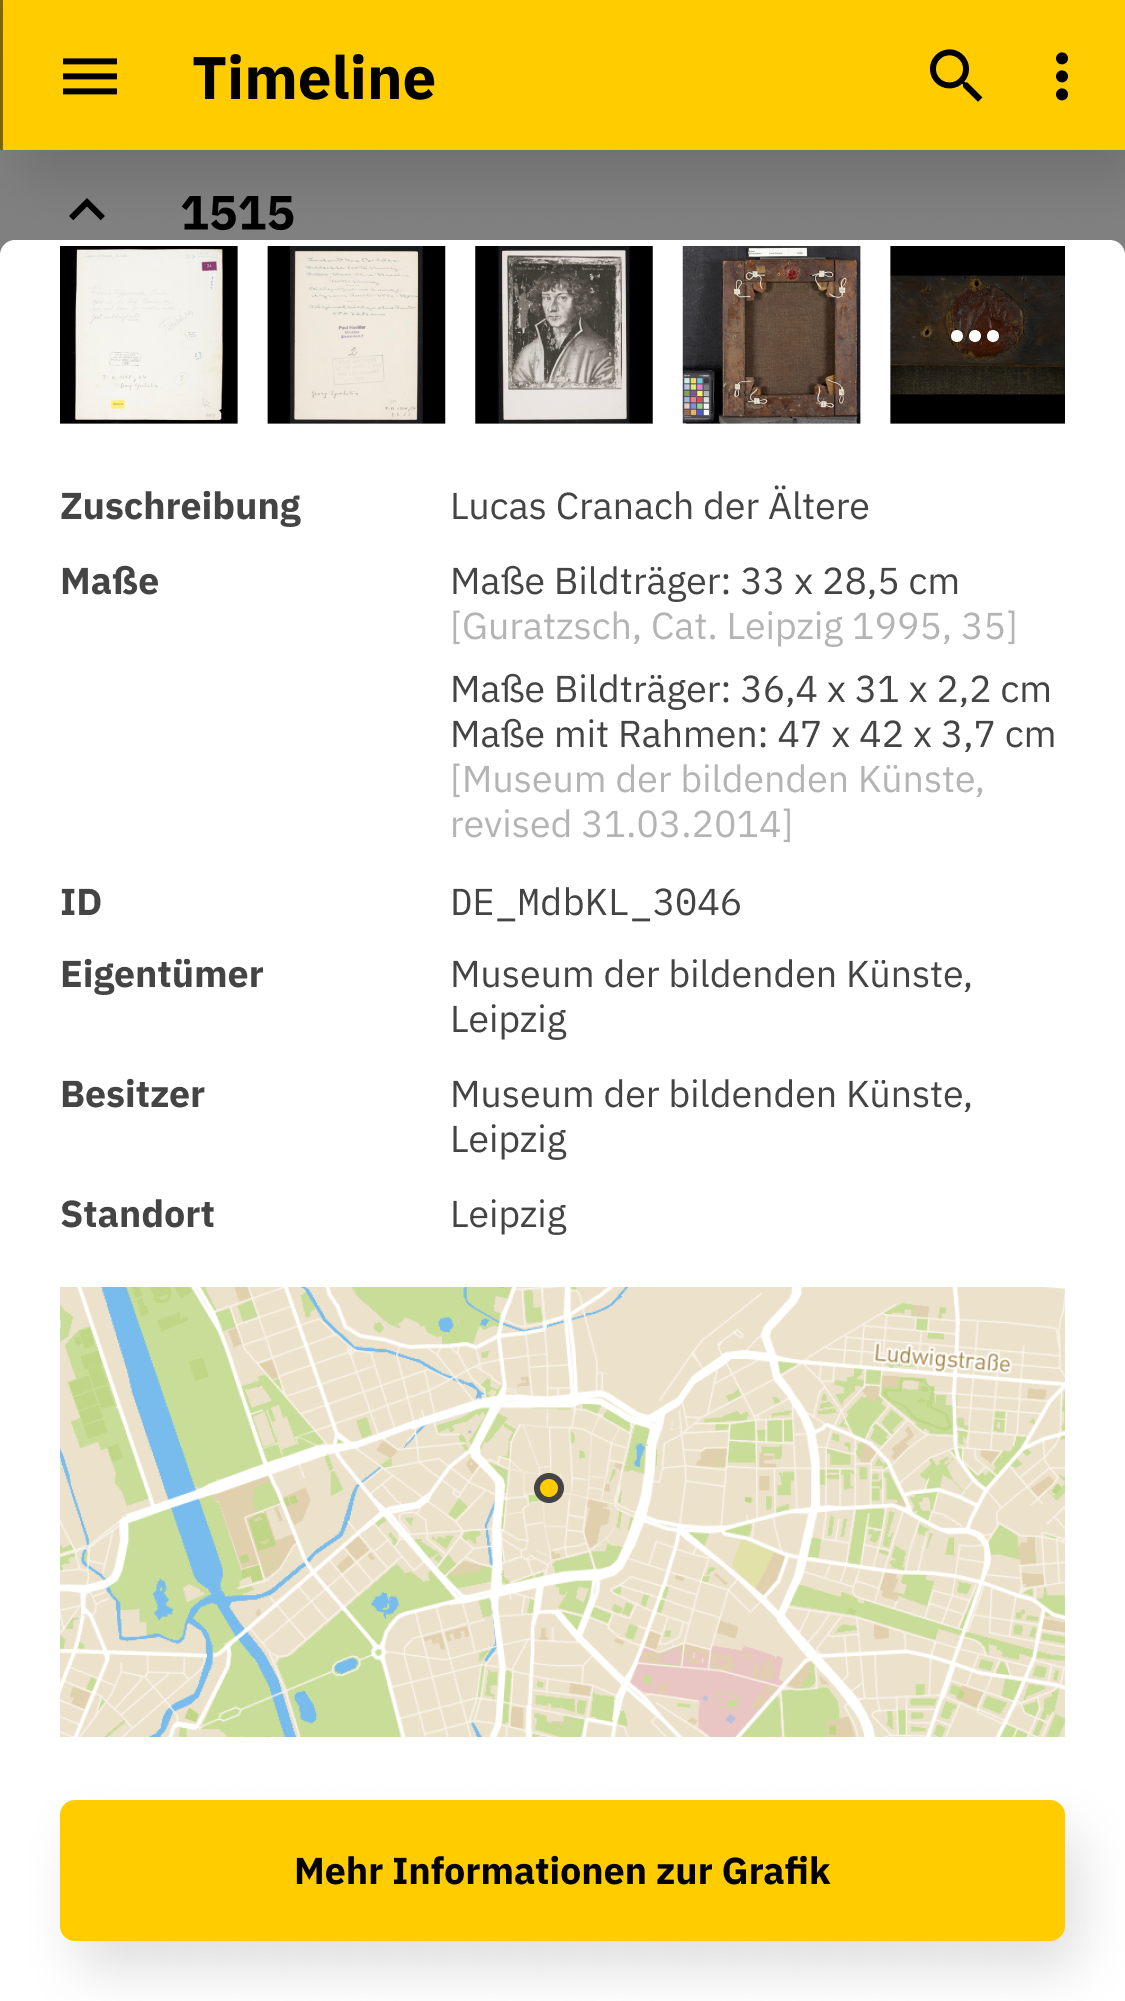 Timeline
1515
Zuschreibung
Lucas Cranach der Ältere
Maße
Maße Bildträger: 33 x 28,5 cm
[Guratzsch, Cat. Leipzig 1995, 35]
Maße Bildträger: 36,4 x 31 x 2,2 cm
Maße mit Rahmen: 47 x 42 x 3,7 cm
[Museum der bildenden Künste,
revised 31.03.2014]
ID
DE_MdbKL_3046
Eigentümer
Museum der bildenden Künste,
Leipzig
Besitzer
Museum der bildenden Künste,
Leipzig
Standort
Leipzig
Ludwigstraße
Mehr Informationen zur Grafik